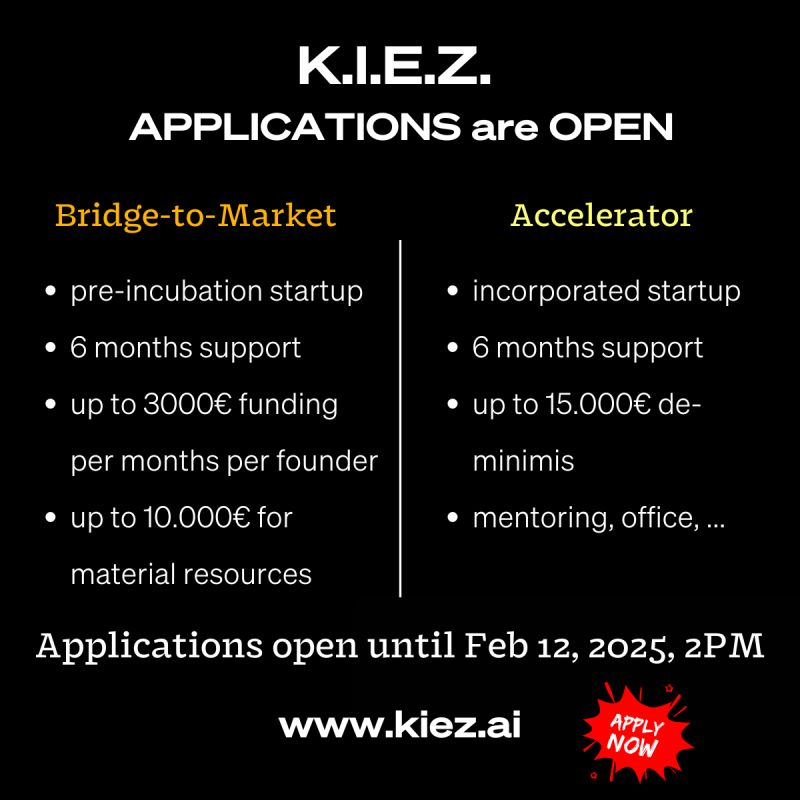 K.I.E.Z.
APPLICATIONS are OPEN
Bridge-to-Market
• pre-incubation startup
• 6 months support
• up to 3000€ funding
per months per founder
• up to 10.000€ for
material resources
Accelerator
• incorporated startup
• 6 months support
• up to 15.000€ de-
minimis
• mentoring, office, ...
Applications open until Feb 12, 2025, 2PM
www.kiez.ai
APPLY
NOW